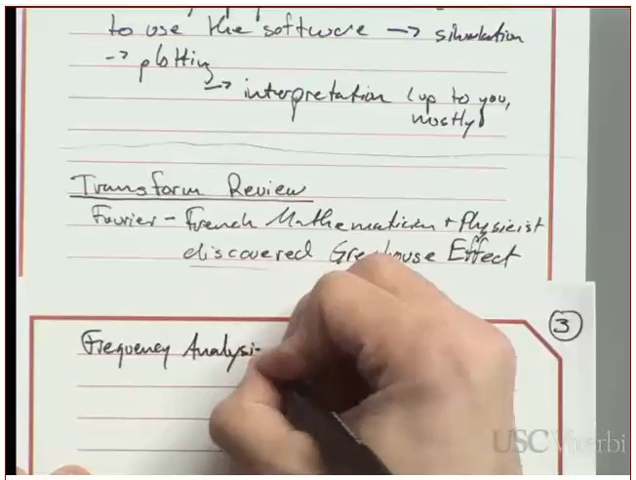 to use the software → simulation
→ plotting
→ interpretation (up to you,
mostly)
Transform Review
Fourier - French Mathematician + Physicist
discovered Greenhouse Effect
3
Frequency Analysi
USC Viterbi